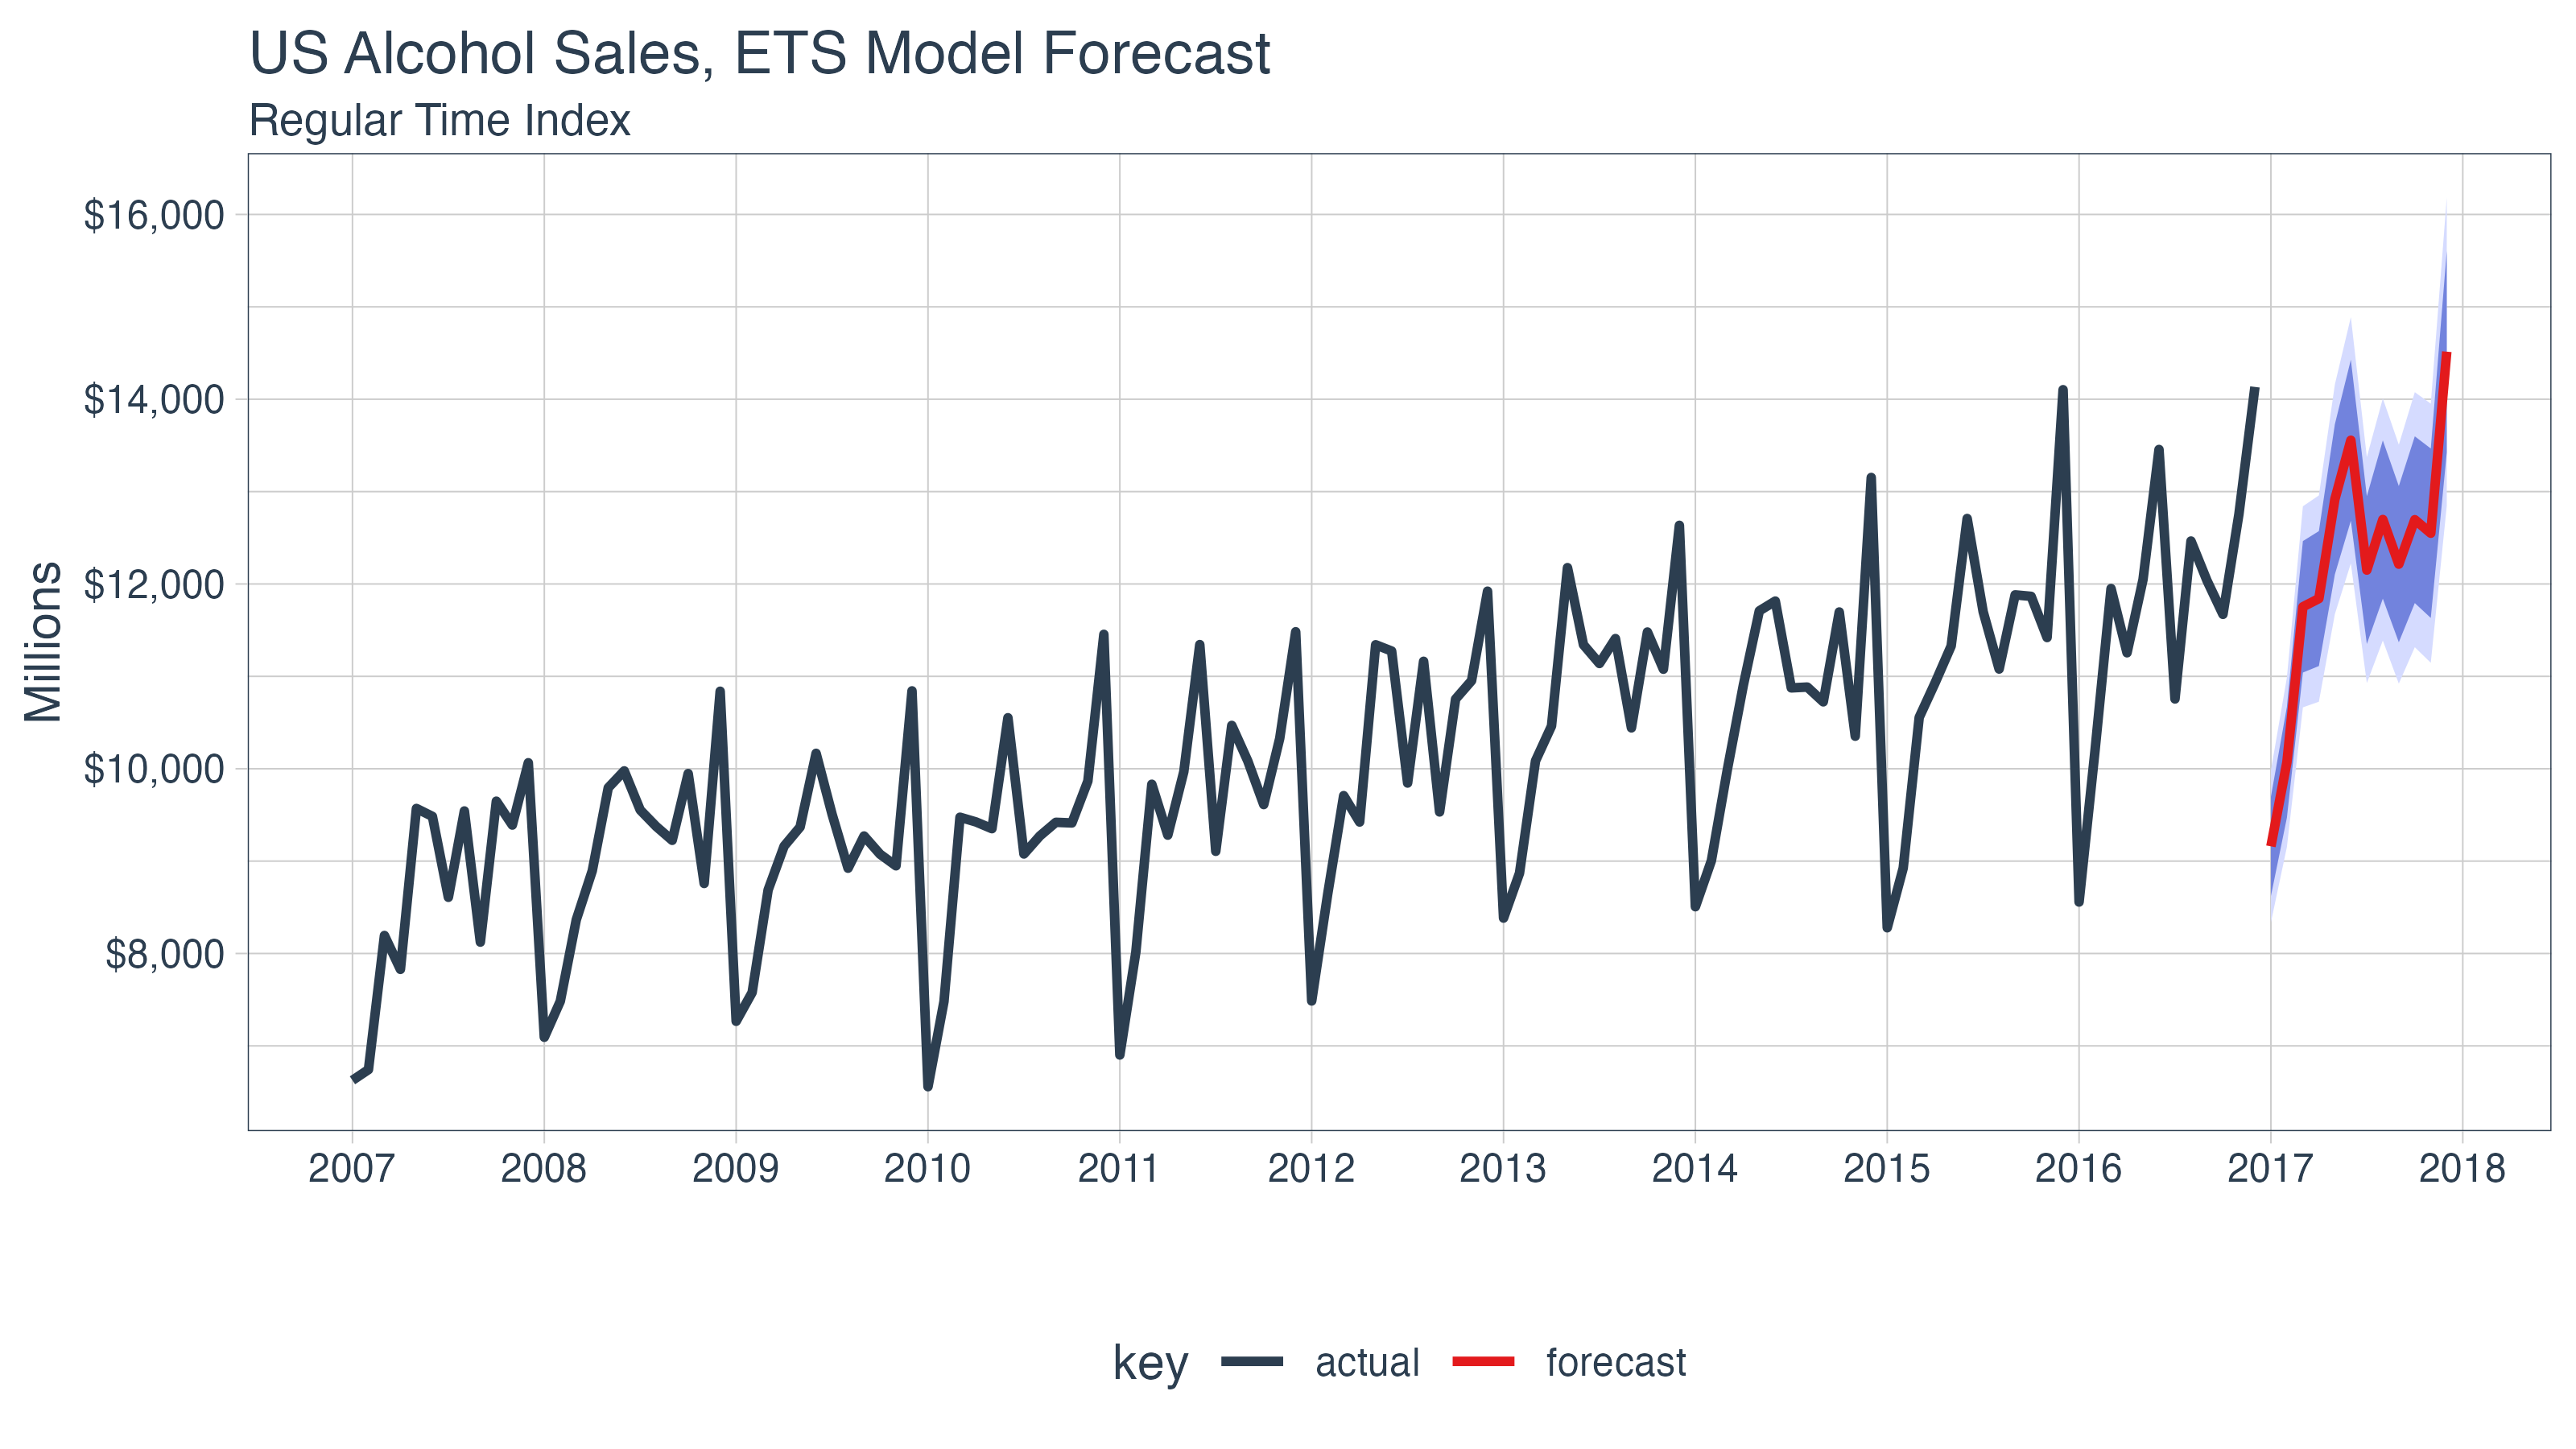 US Alcohol Sales, ETS Model Forecast
Regular Time Index
Millions
$16,000
$14,000
$12,000
$10,000
$8,000
2007 2008 2009 2010 2011 2012 2013 2014 2015 2016 2017 2018
key actual forecast